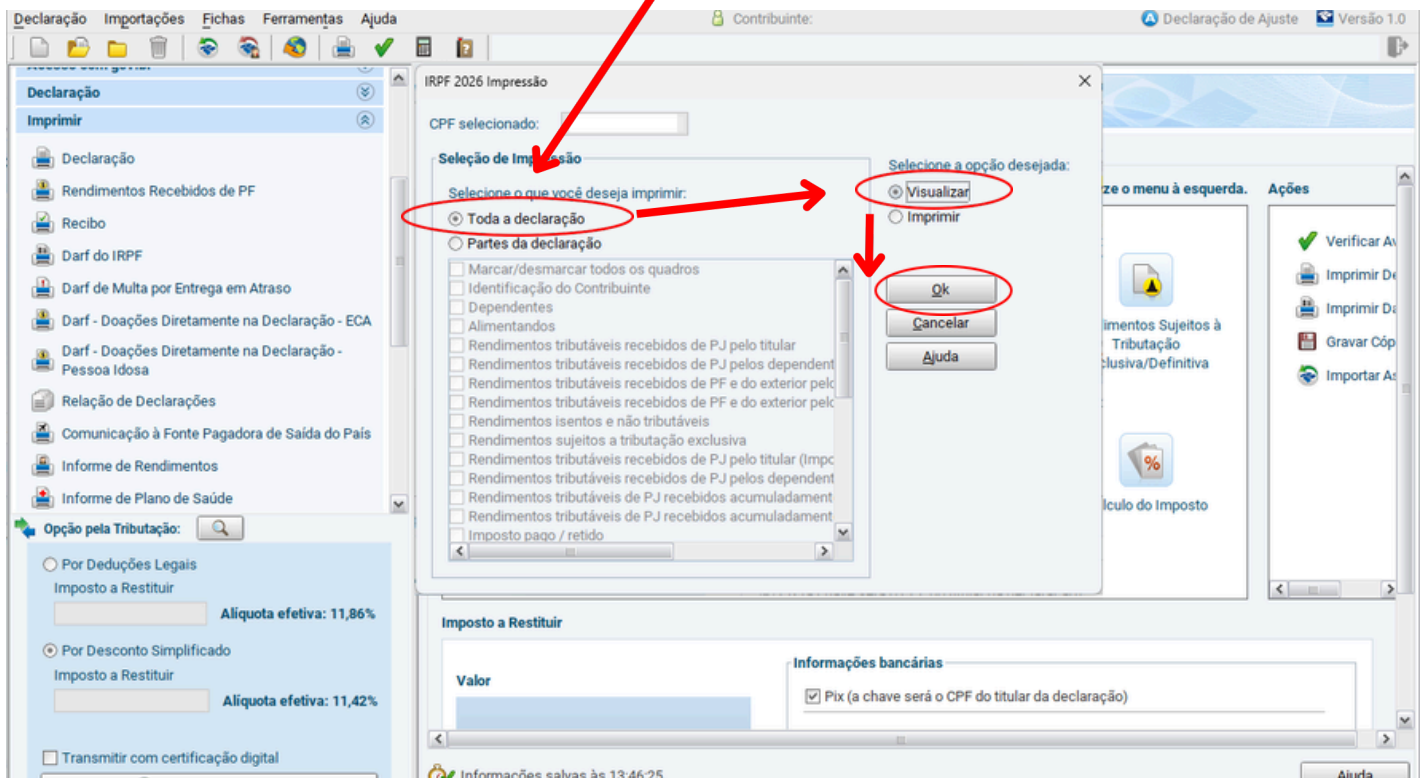 Declaração Importações Fichas Ferramentas Ajuda
Contribuinte:
Declaração de Ajuste Versão 1.0
Declaração
Imprimir
Declaração
Rendimentos Recebidos de PF
Recibo
Darf do IRPF
Darf de Multa por Entrega em Atraso
Darf - Doações Diretamente na Declaração - ECA
Darf - Doações Diretamente na Declaração -
Pessoa Idosa
Relação de Declarações
Comunicação à Fonte Pagadora de Saída do País
Informe de Rendimentos
Informe de Plano de Saúde
Opção pela Tributação:
Por Deduções Legais
Imposto a Restituir
Alíquota efetiva: 11,86%
Por Desconto Simplificado
Imposto a Restituir
Alíquota efetiva: 11,42%
Transmitir com certificação digital
IRPF 2026 Impressão
CPF selecionado:
Seleção de Impressão
Selecione o que você deseja imprimir:
Toda a declaração
Partes da declaração
Marcar/desmarcar todos os quadros
Identificação do Contribuinte
Dependentes
Alimentandos
Rendimentos tributáveis recebidos de PJ pelo titular
Rendimentos tributáveis recebidos de PJ pelos dependent
Rendimentos tributáveis recebidos de PF e do exterior pelo
Rendimentos tributáveis recebidos de PF e do exterior pelo
Rendimentos isentos e não tributáveis
Rendimentos sujeitos a tributação exclusiva
Rendimentos tributáveis recebidos de PJ pelo titular (Impo
Rendimentos tributáveis recebidos de PJ pelos dependent
Rendimentos tributáveis de PJ recebidos acumuladament
Rendimentos tributáveis de PJ recebidos acumuladament
Imposto pago / retido
Selecione a opção desejada:
Visualizar
Imprimir
Ok
Cancelar
Ajuda
ze o menu à esquerda.
imentos Sujeitos à
Tributação
clusiva/Definitiva
lculo do Imposto
Ações
Verificar
Imprimir De
Imprimir Da
Gravar Cóp
Importar
Imposto a Restituir
Valor
Informações bancárias
Pix (a chave será o CPF do titular da declaração)
Informações salvas às 13:46:25
Ajuda